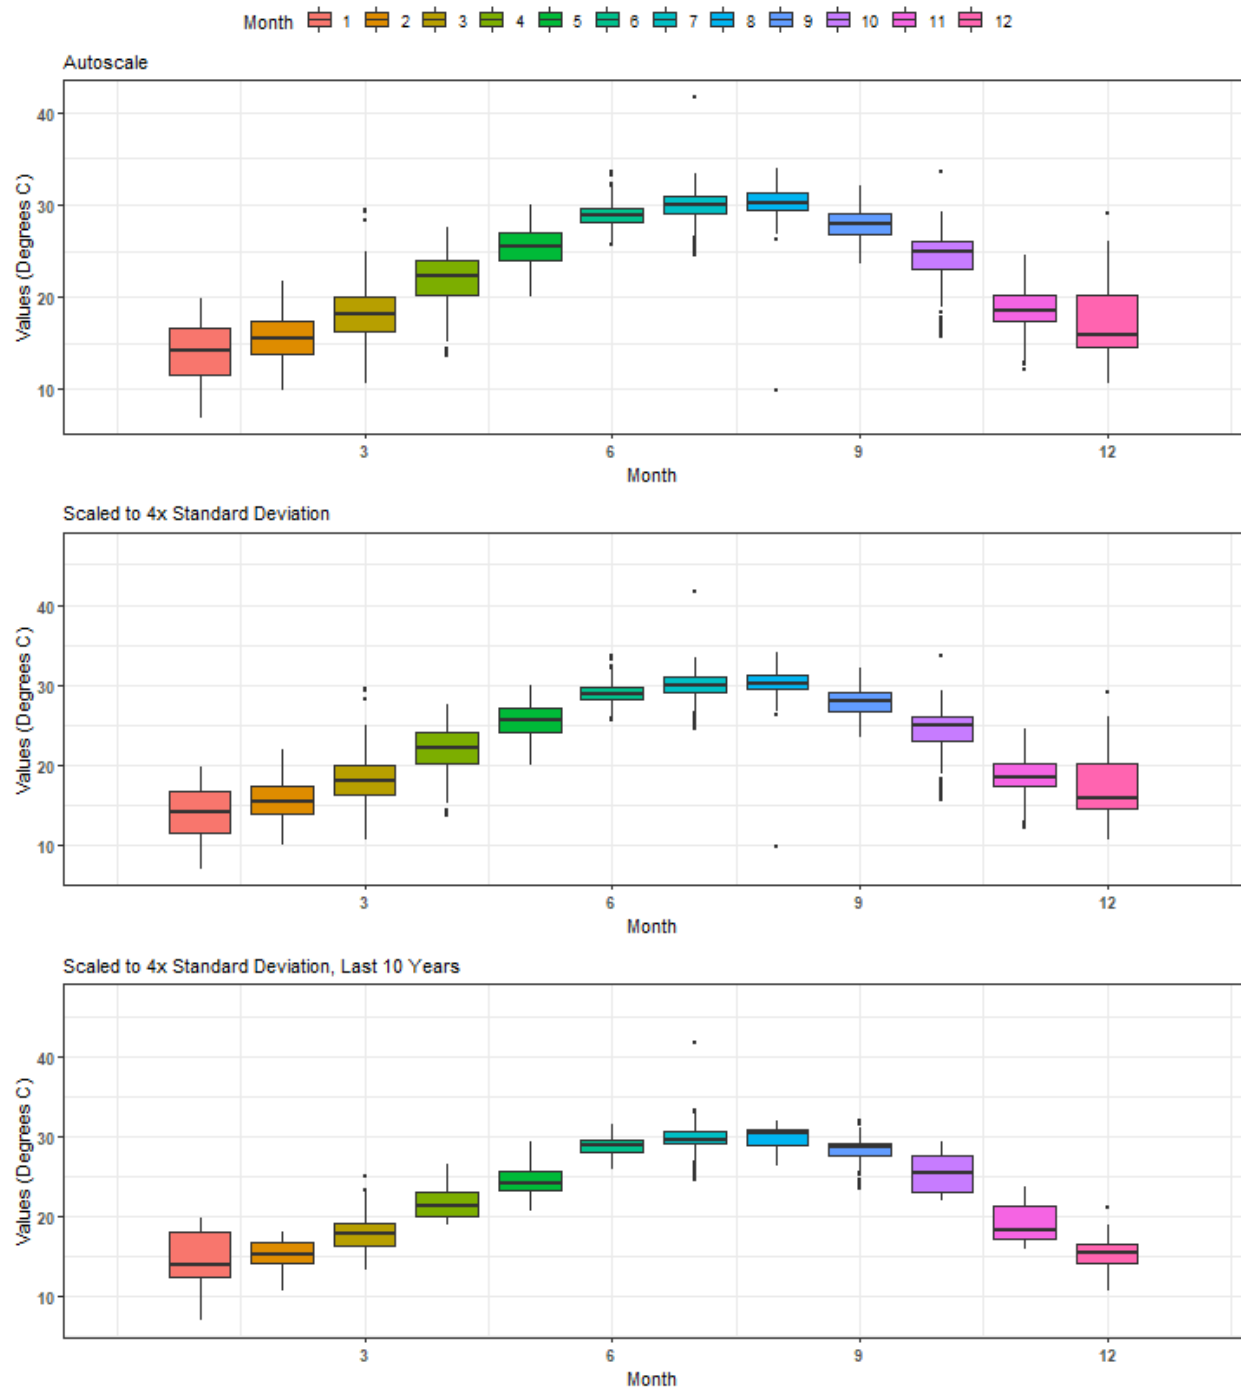 Month 1 2 3 4 5 6 7 8 9 10 11 12
Autoscale
Values (Degrees C)
40
30
20
10
3 6 9 12
Month
Scaled to 4x Standard Deviation
Values (Degrees C)
40
30
20
10
3 6 9 12
Month
Scaled to 4x Standard Deviation, Last 10 Years
Values (Degrees C)
40
30
20
10
3 6 9 12
Month